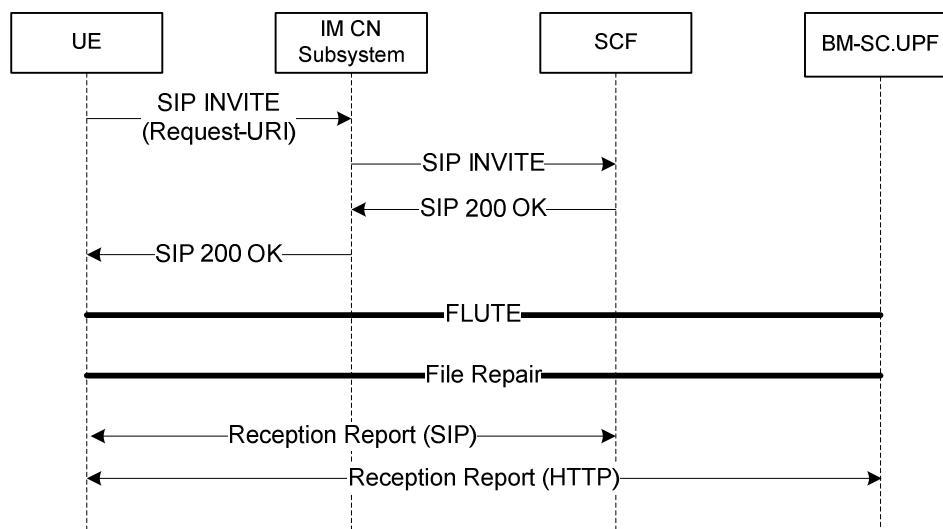 UE
IM CN
Subsystem
SCF
BM-SC.UPF
SIP INVITE
(Request-URI)
SIP INVITE
SIP 200 OK
SIP 200 OK
FLUTE
File Repair
Reception Report (SIP)
Reception Report (HTTP)